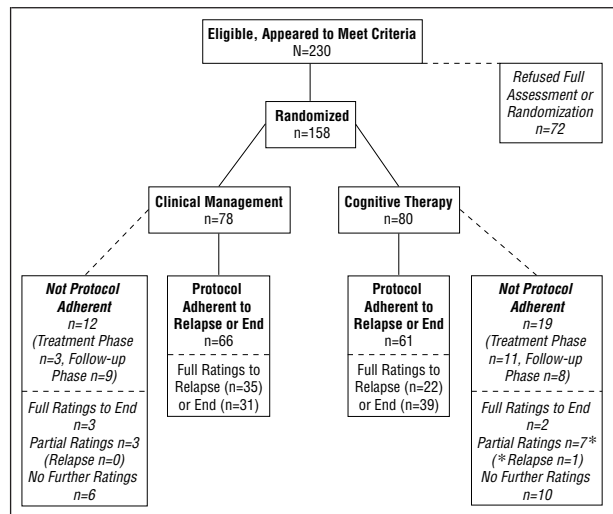 Eligible, Appeared to Meet Criteria
N=230
Refused Full
Assessment or
Randomization
n=72
Randomized
n=158
Clinical Management
n=78
Cognitive Therapy
n=80
Not Protocol
Adherent
n=12
(Treatment Phase
n=3, Follow-up
Phase n=9)
Full Ratings to End
n=3
Partial Ratings n=3
(Relapse n=0)
No Further Ratings
n=6
Protocol
Adherent to
Relapse or End
n=66
Full Ratings to
Relapse (n=35)
or End (n=31)
Protocol
Adherent to
Relapse or End
n=61
Full Ratings to
Relapse (n=22)
or End (n=39)
Not Protocol
Adherent
n=19
(Treatment Phase
n=11, Follow-up
Phase n=8)
Full Ratings to End
n=2
Partial Ratings n=7*
(*Relapse n=1)
No Further Ratings
n=10